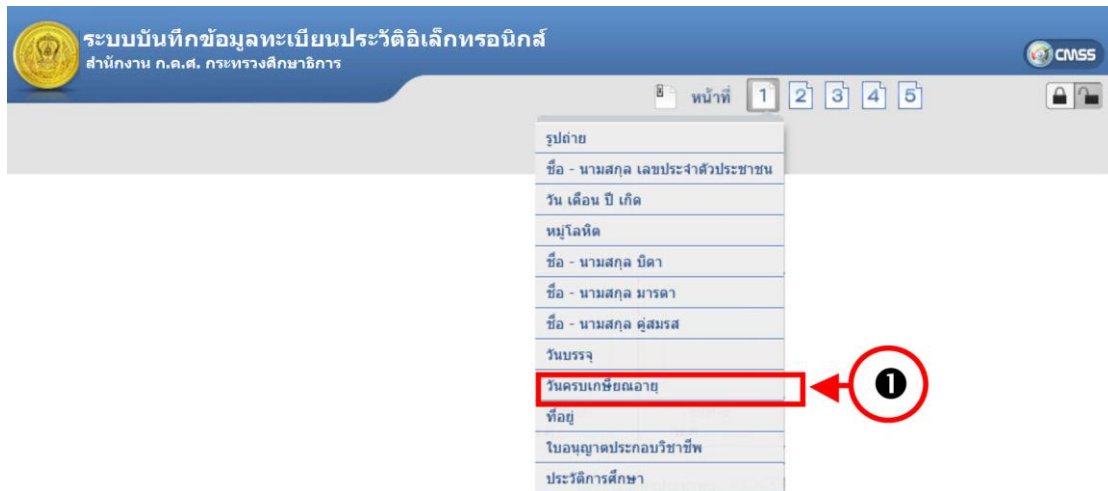 ระบบบันทึกข้อมูลทะเบียนประวัติอิเล็กทรอนิกส์
สำนักงาน ก.ค.ศ. กระทรวงศึกษาธิการ
CMSS
หน้าที่ 1 2 3 4 5
รูปถ่าย
ชื่อ - นามสกุล เลขประจำตัวประชาชน
วัน เดือน ปี เกิด
หมู่โลหิต
ชื่อ - นามสกุล บิดา
ชื่อ - นามสกุล มารดา
ชื่อ - นามสกุล คู่สมรส
วันบรรจุ
วันครบเกษียณอายุ
❶
ที่อยู่
ใบอนุญาตประกอบวิชาชีพ
ประวัติการศึกษา